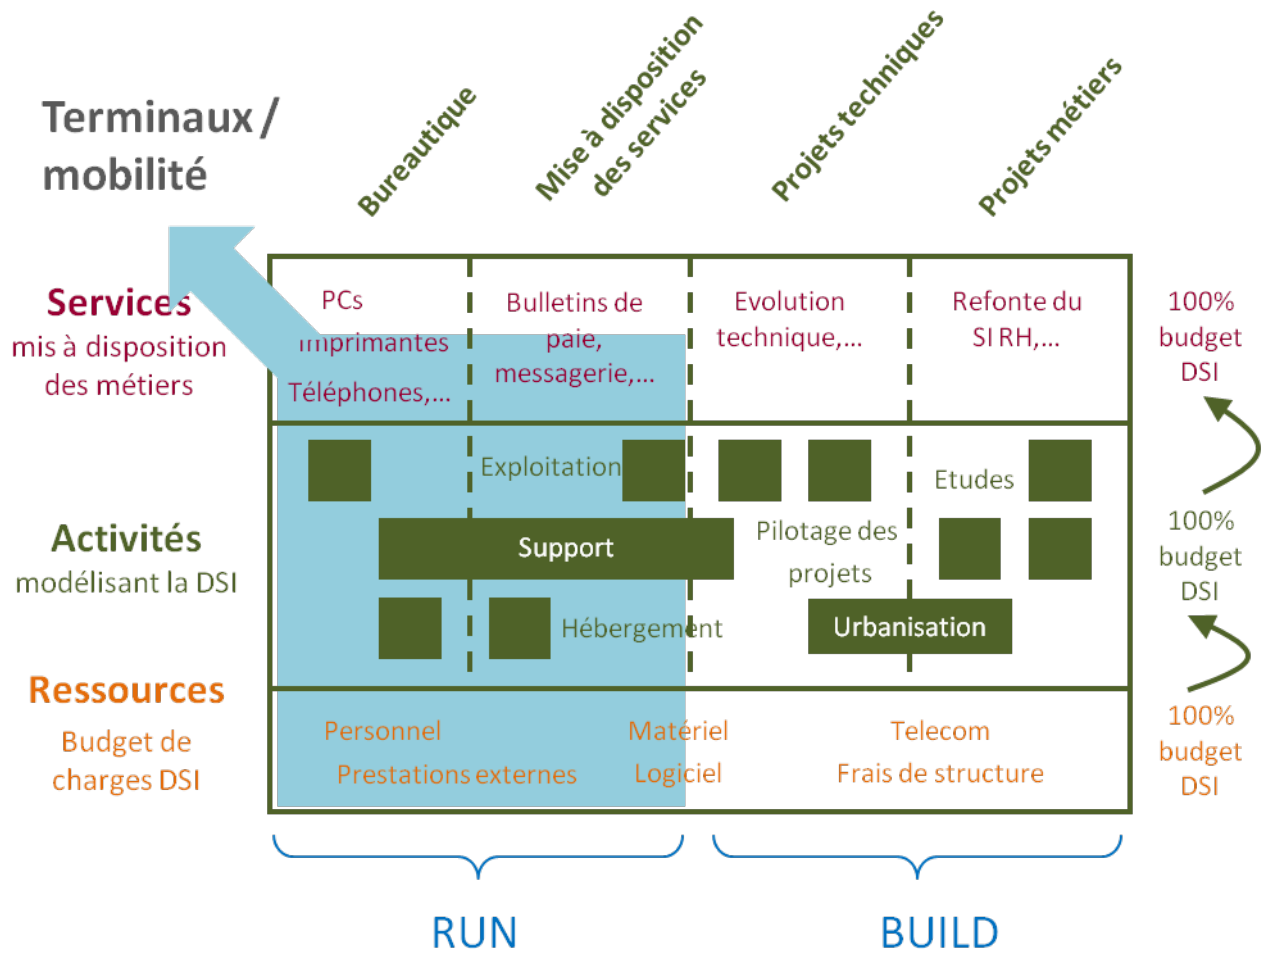 Terminaux /
mobilité
Bureautique
Mise à disposition
des services
Projets techniques
Projets métiers
Services
mis à disposition
des métiers
PCs
Imprimantes
Téléphones,...
Bulletins de
paie,
messagerie,...
Evolution
technique,...
Refonte du
SI RH,...
100%
budget
DSI
Activités
modélisant la DSI
Exploitation
Etudes
Support
Pilotage des
projets
Hébergement
Urbanisation
100%
budget
DSI
Ressources
Budget de
charges DSI
Personnel
Matériel
Telecom
Prestations externes
Logiciel
Frais de structure
100%
budget
DSI
RUN
BUILD